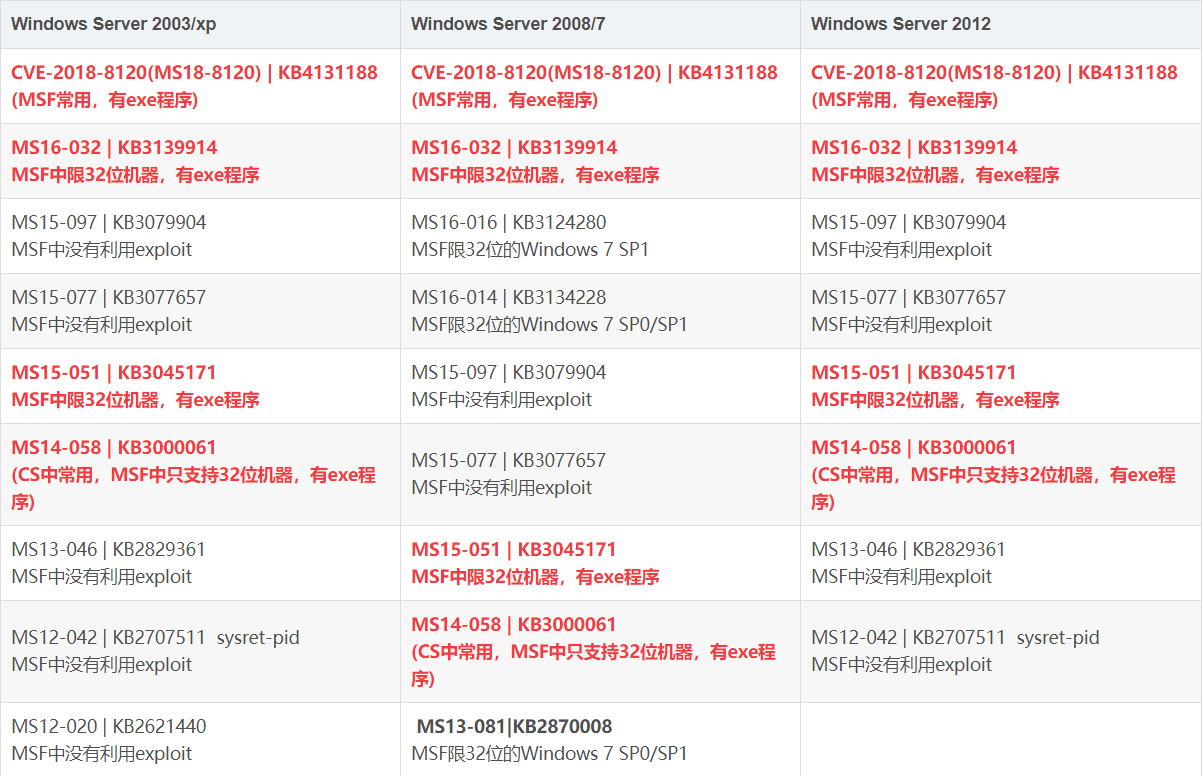 Windows Server 2003/xp
Windows Server 2008/7
Windows Server 2012
CVE-2018-8120(MS18-8120) | KB4131188
(MSF常用，有exe程序)
CVE-2018-8120(MS18-8120) | KB4131188
(MSF常用，有exe程序)
CVE-2018-8120(MS18-8120) | KB4131188
(MSF常用，有exe程序)
MS16-032 | KB3139914
MSF中限32位机器，有exe程序
MS16-032 | KB3139914
MSF中限32位机器，有exe程序
MS16-032 | KB3139914
MSF中限32位机器，有exe程序
MS15-097 | KB3079904
MSF中没有利用exploit
MS16-016 | KB3124280
MSF限32位的Windows 7 SP1
MS15-097 | KB3079904
MSF中没有利用exploit
MS15-077 | KB3077657
MSF中没有利用exploit
MS16-014 | KB3134228
MSF限32位的Windows 7 SP0/SP1
MS15-077 | KB3077657
MSF中没有利用exploit
MS15-051 | KB3045171
MSF中限32位机器，有exe程序
MS15-097 | KB3079904
MSF中没有利用exploit
MS15-051 | KB3045171
MSF中限32位机器，有exe程序
MS14-058 | KB3000061
(CS中常用，MSF中只支持32位机器，有exe程
序)
MS15-077 | KB3077657
MSF中没有利用exploit
MS14-058 | KB3000061
(CS中常用，MSF中只支持32位机器，有exe程
序)
MS13-046 | KB2829361
MSF中没有利用exploit
MS15-051 | KB3045171
MSF中限32位机器，有exe程序
MS13-046 | KB2829361
MSF中没有利用exploit
MS12-042 | KB2707511  sysret-pid
MSF中没有利用exploit
MS14-058 | KB3000061
(CS中常用，MSF中只支持32位机器，有exe程
序)
MS12-042 | KB2707511  sysret-pid
MSF中没有利用exploit
MS12-020 | KB2621440
MSF中没有利用exploit
MS13-081|KB2870008
MSF限32位的Windows 7 SP0/SP1